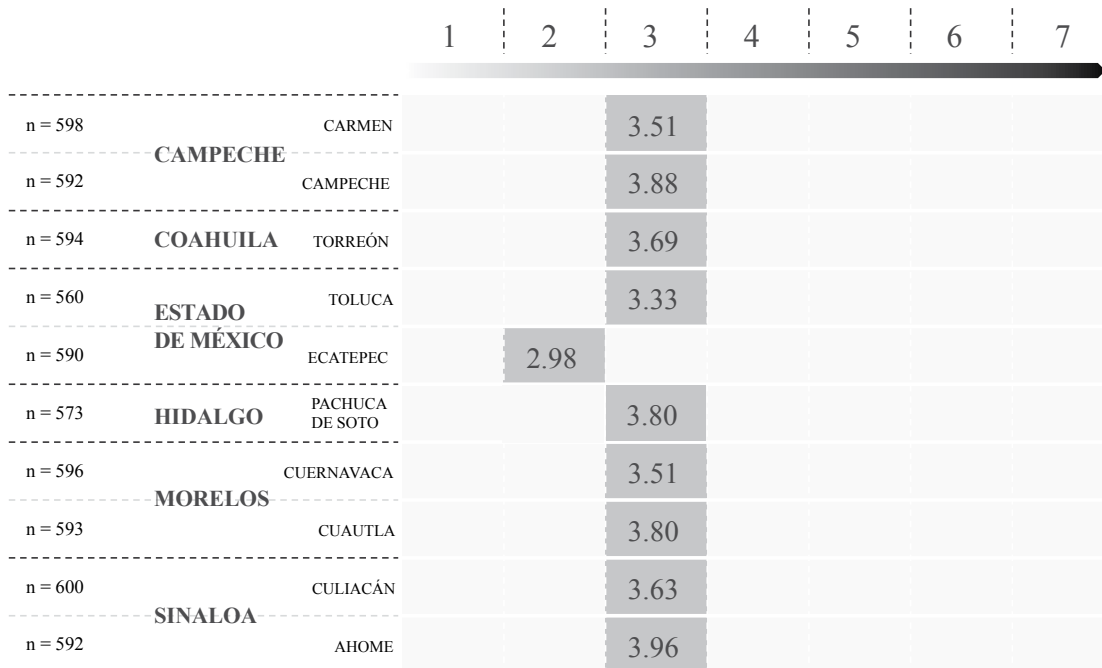 1 2 3 4 5 6 7
n = 598 CARMEN 3.51
CAMPECHE
n = 592 CAMPECHE 3.88
n = 594 COAHUILA TORREÓN 3.69
n = 560 TOLUCA 3.33
ESTADO
DE MÉXICO
n = 590 ECATEPEC 2.98
n = 573 HIDALGO PACHUCA
DE SOTO 3.80
n = 596 CUERNAVACA 3.51
MORELOS
n = 593 CUAUTLA 3.80
n = 600 CULIACÁN 3.63
SINALOA
n = 592 AHOME 3.96